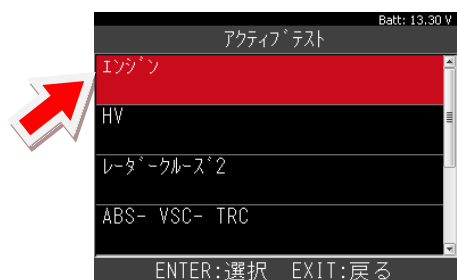 Batt: 13.30 V
アクティブテスト
エンジン
HV
レーダークルーズ2
ABS- VSC- TRC
ENTER:選択 EXIT:戻る